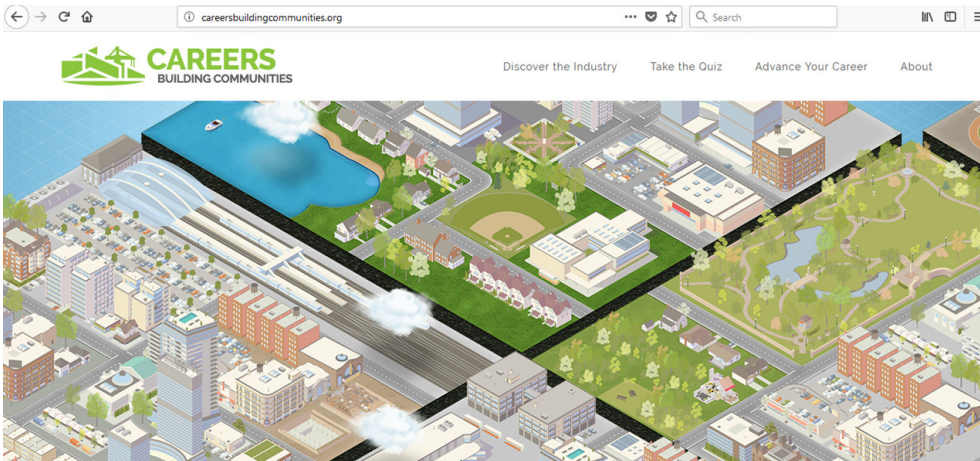 careersbuildingcommunities.org
Search
CAREERS
BUILDING COMMUNITIES
Discover the Industry
Take the Quiz
Advance Your Career
About